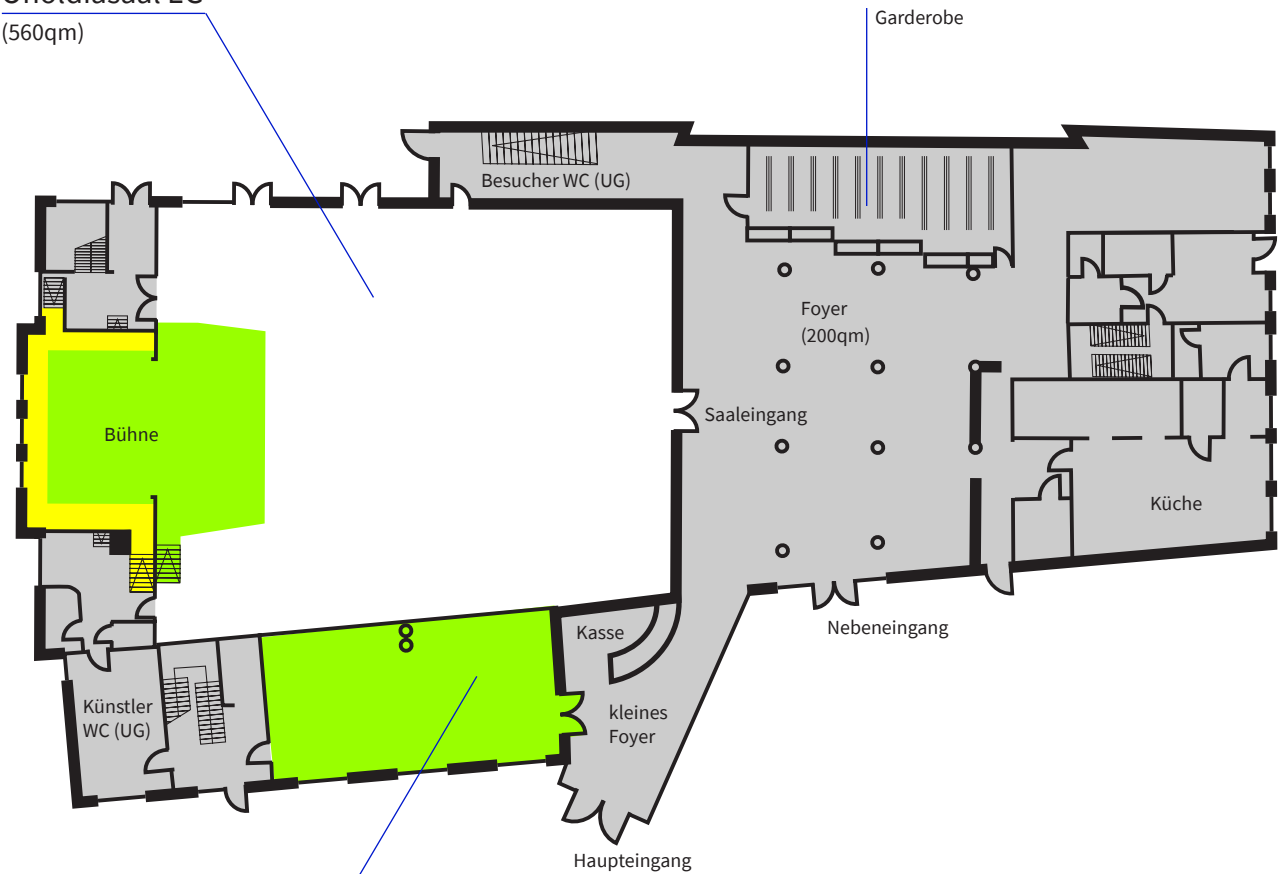 (560qm)
Garderobe
Besucher WC (UG)
Foyer
(200qm)
Saaleingang
Bühne
Küche
Kasse
Nebeneingang
Künstler
WC (UG)
kleines
Foyer
Haupteingang